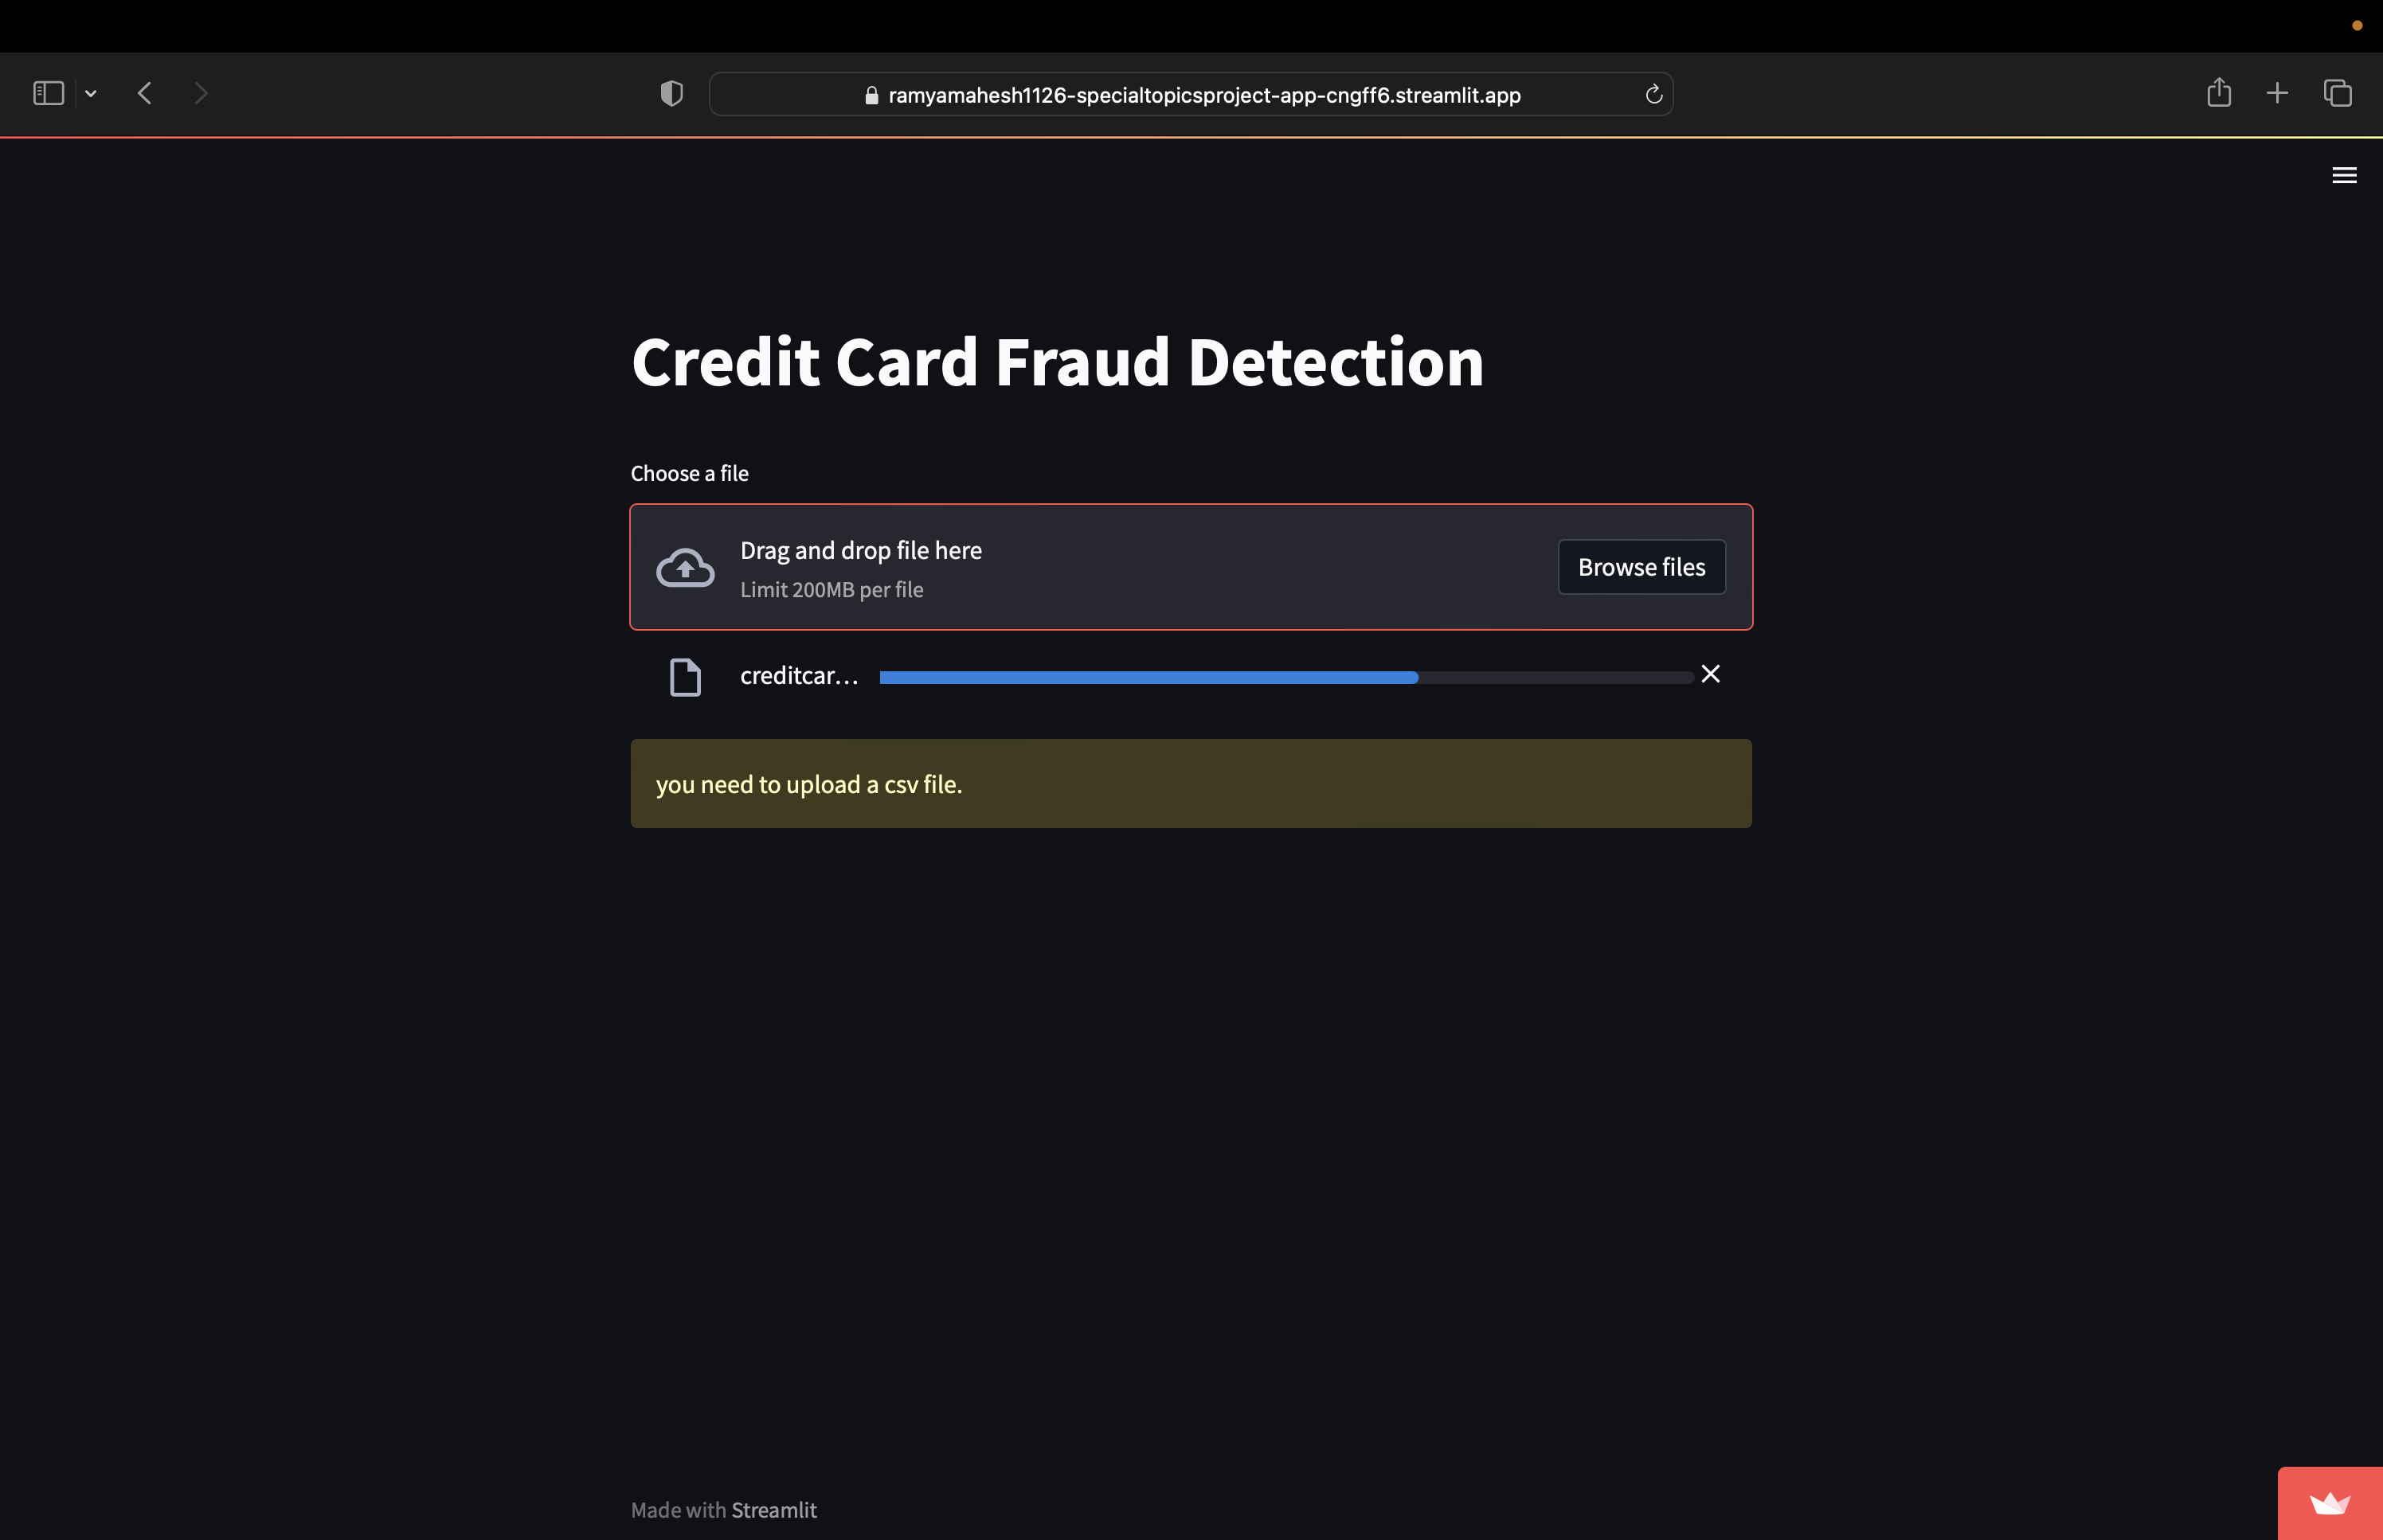 ramyamahesh1126-specialtopicsproject-app-cngff6.streamlit.app
Credit Card Fraud Detection
Choose a file
Drag and drop file here
Limit 200MB per file
Browse files
creditcar...
you need to upload a csv file.
Made with Streamlit